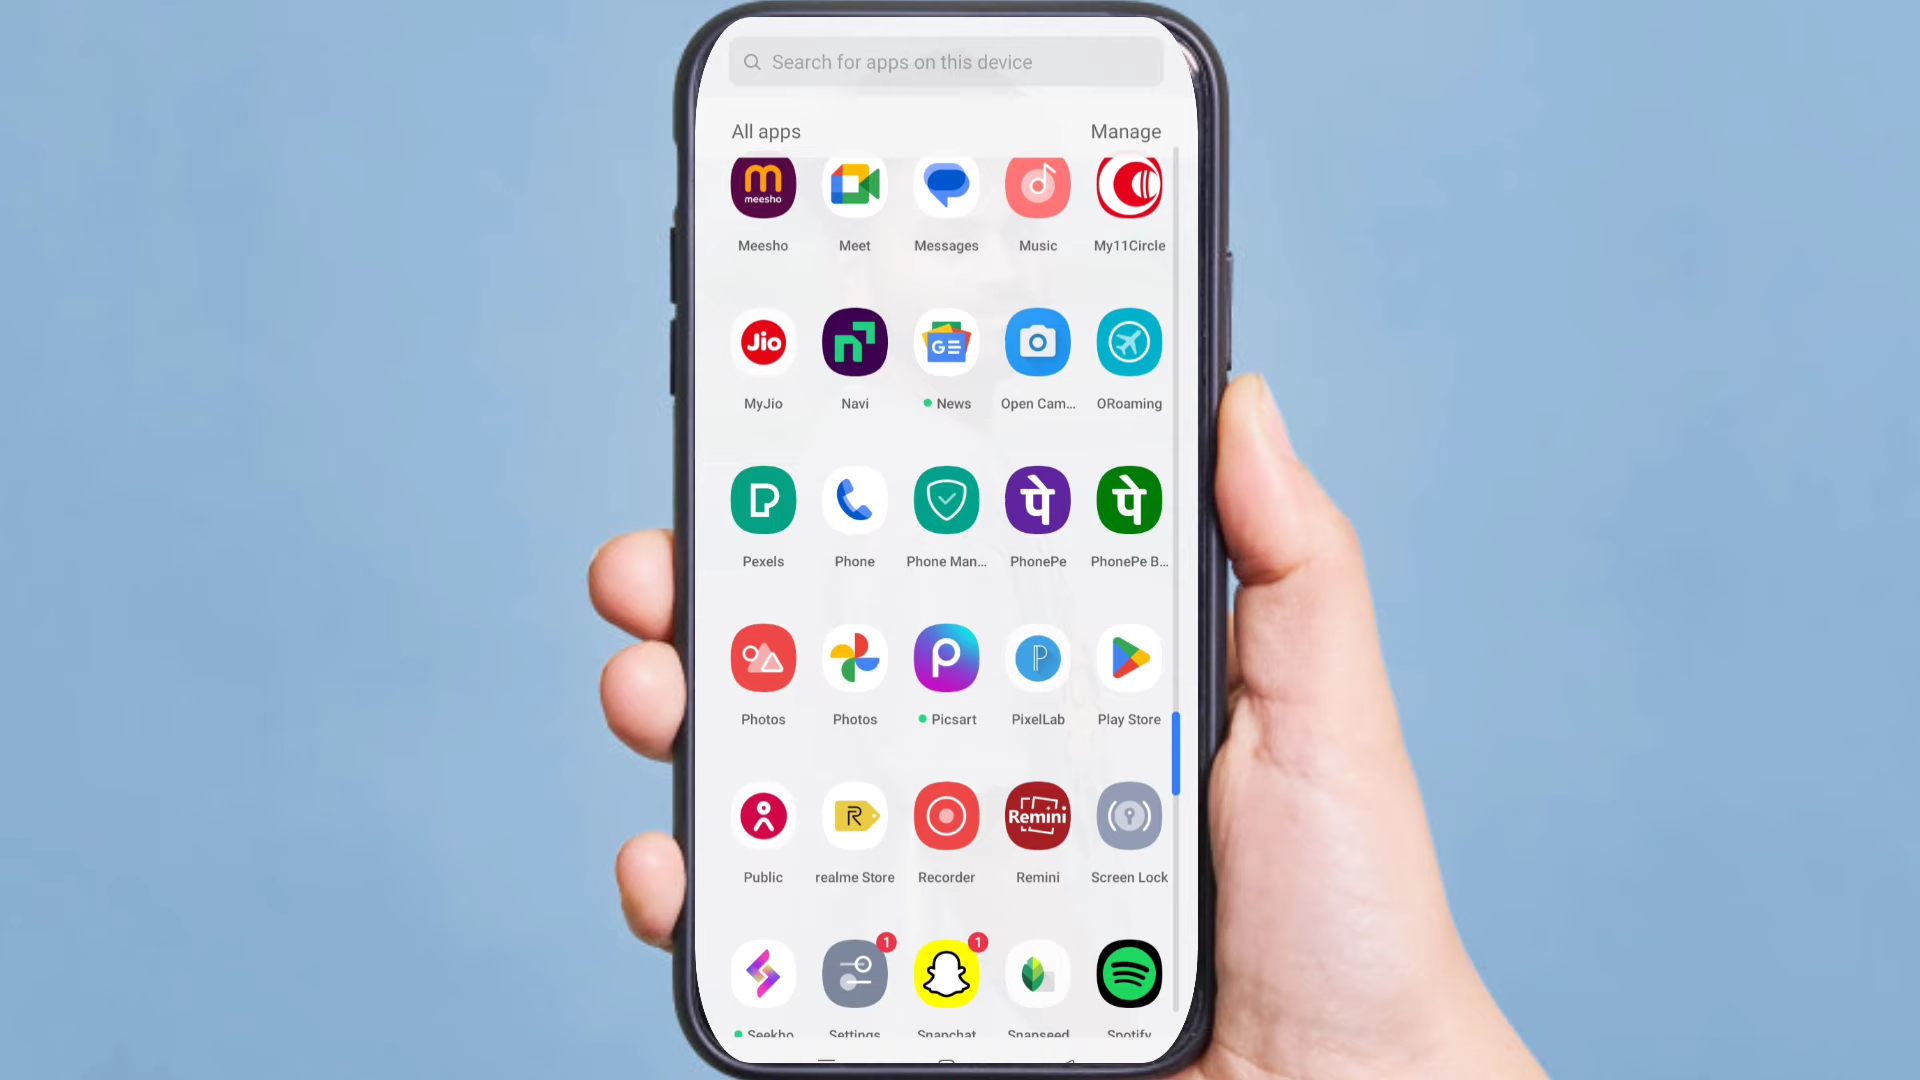 Search for apps on this device
All apps
Manage
meesho
Meesho
Meet
Messages
Music
My11Circle
Jio
GE
MyJio
Navi
News
Open Cam...
ORoaming
पे
पे
Pexels
Phone
Phone Man...
PhonePe
PhonePe B...
Photos
Photos
Picsart
PixelLab
Play Store
R
Remini
Public
realme Store
Recorder
Remini
Screen Lock
1
1
Seekho
Settings
Snapchat
Snapseed
Spotify